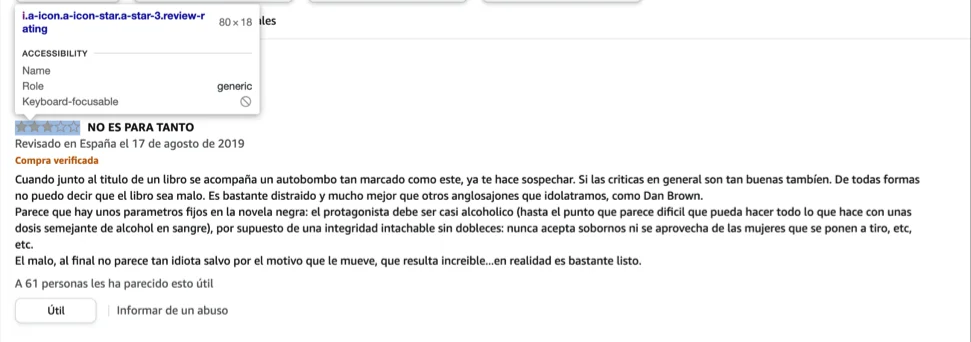 i.a-icon.a-icon-star.a-star-3.review-r
ating
80 × 18
ales
ACCESSIBILITY
Name
Role generic
Keyboard-focusable
NO ES PARA TANTO
Revisado en España el 17 de agosto de 2019
Compra verificada
Cuando junto al titulo de un libro se acompaña un autobombo tan marcado como este, ya te hace sospechar. Si las criticas en general son tan buenas tambíen. De todas formas
no puedo decir que el libro sea malo. Es bastante distraido y mucho mejor que otros anglosajones que idolatramos, como Dan Brown.
Parece que hay unos parametros fijos en la novela negra: el protagonista debe ser casi alcoholico (hasta el punto que parece dificil que pueda hacer todo lo que hace con unas
dosis semejante de alcohol en sangre), por supuesto de una integridad intachable sin dobleces: nunca acepta sobornos ni se aprovecha de las mujeres que se ponen a tiro, etc,
etc.
El malo, al final no parece tan idiota salvo por el motivo que le mueve, que resulta increible...en realidad es bastante listo.
A 61 personas les ha parecido esto útil
Útil
Informar de un abuso